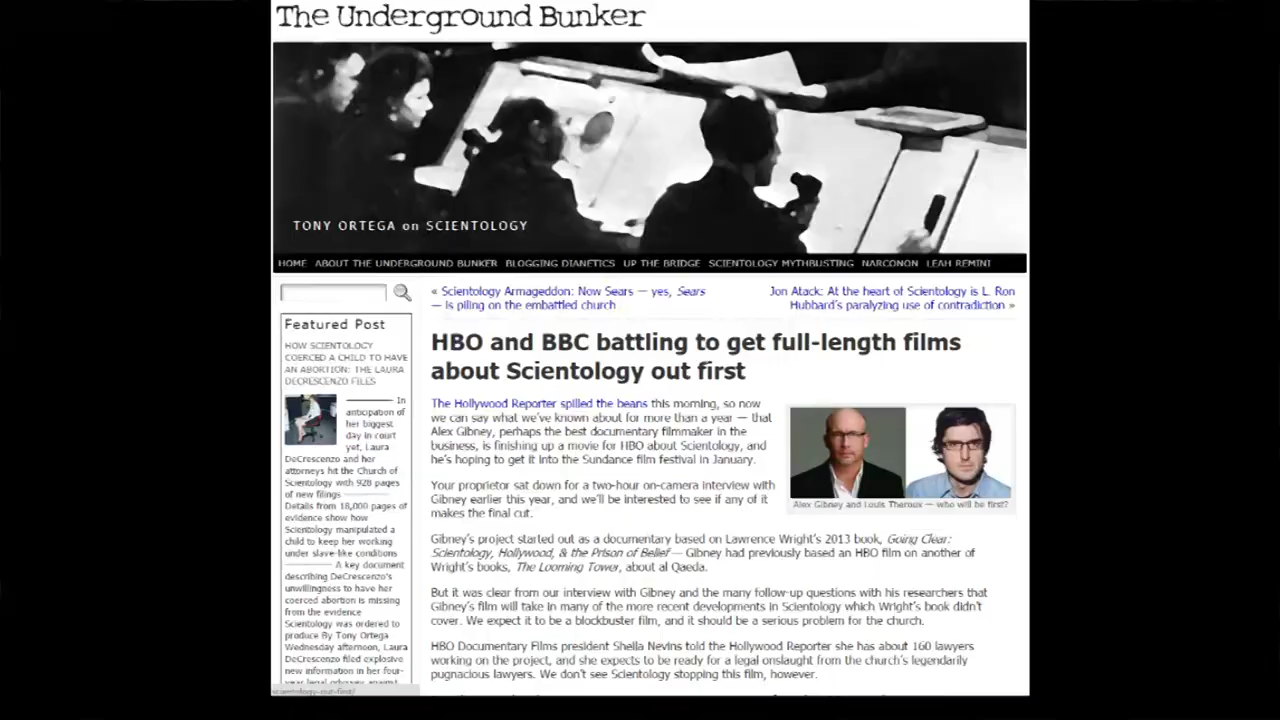 The Underground Bunker
TONY ORTEGA on SCIENTOLOGY
HOME ABOUT THE UNDERGROUND BUNKER BLOGGING DIANETICS UP THE BRIDGE SCIENTOLOGY MYTHBUSTING NARCONON LEAH REMINI
« Scientology Armageddon: Now Sears — yes, Sears
— is piling on the embattled church
Jon Atack: At the heart of Scientology is L. Ron
Hubbard's paralyzing use of contradiction »
Featured Post
HOW SCIENTOLOGY
COERCED A CHILD TO HAVE
AN ABORTION: THE LAURA
DECRESCENZO FILES
In
anticipation of
her biggest
day in court
yet, Laura
DeCrescenzo and her
attorneys hit the Church of
Scientology with 928 pages
of new filings
Details from 18,000 pages of
evidence show how
Scientology manipulated a
child to keep her working
under slave-like conditions
A key document
describing DeCrescenzo's
unwillingness to have her
coerced abortion is missing
from the evidence
Scientology was ordered to
produce By Tony Ortega
Wednesday afternoon, Laura
DeCrescenzo filed explosive
new information in her four-
year legal odyssey against
scientology-out-first/
HBO and BBC battling to get full-length films
about Scientology out first
The Hollywood Reporter spilled the beans this morning, so now
we can say what we've known about for more than a year — that
Alex Gibney, perhaps the best documentary filmmaker in the
business, is finishing up a movie for HBO about Scientology, and
he's hoping to get it into the Sundance film festival in January.
Alex Gibney and Louis Theroux — who will be first?
Your proprietor sat down for a two-hour on-camera interview with
Gibney earlier this year, and we'll be interested to see if any of it
makes the final cut.
Gibney's project started out as a documentary based on Lawrence Wright's 2013 book, Going Clear:
Scientology, Hollywood, & the Prison of Belief — Gibney had previously based an HBO film on another of
Wright's books, The Looming Tower, about al Qaeda.
But it was clear from our interview with Gibney and the many follow-up questions with his researchers that
Gibney's film will take in many of the more recent developments in Scientology which Wright's book didn't
cover. We expect it to be a blockbuster film, and it should be a serious problem for the church.
HBO Documentary Films president Sheila Nevins told the Hollywood Reporter she has about 160 lawyers
working on the project, and she expects to be ready for a legal onslaught from the church's legendarily
pugnacious lawyers. We don't see Scientology stopping this film, however.